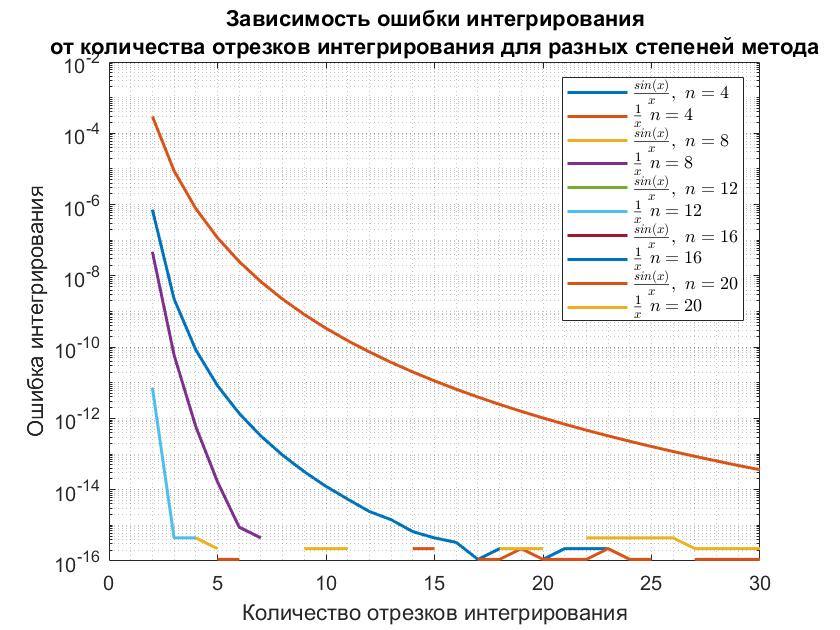 Зависимость ошибки интегрирования
от количества отрезков интегрирования для разных степеней метода
10^-2
10^-4
10^-6
10^-8
10^-10
10^-12
10^-14
10^-16
Ошибка интегрирования
sin(x)/x, n = 4
1/x n = 4
sin(x)/x, n = 8
1/x n = 8
sin(x)/x, n = 12
1/x n = 12
sin(x)/x, n = 16
1/x n = 16
sin(x)/x, n = 20
1/x n = 20
0 5 10 15 20 25 30
Количество отрезков интегрирования